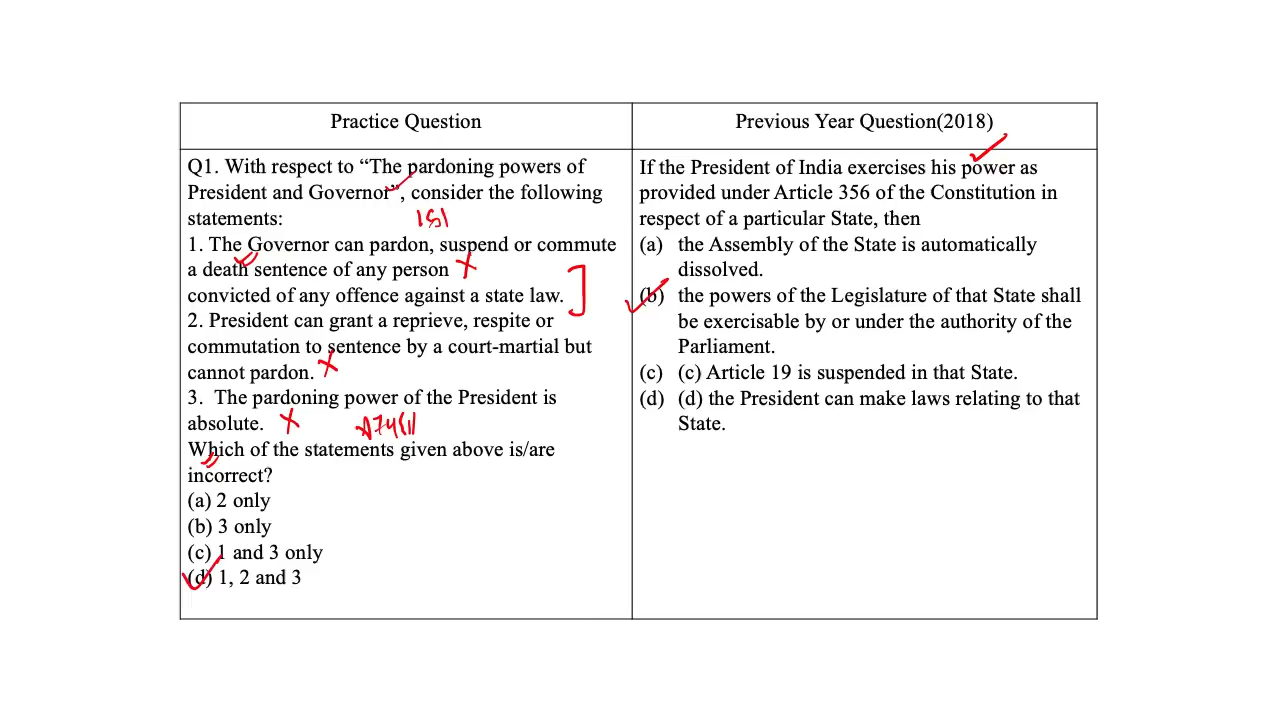 Practice Question
Q1. With respect to “The pardoning powers of
President and Governor”, consider the following
statements:
1. The Governor can pardon, suspend or commute
a death sentence of any person
convicted of any offence against a state law.
2. President can grant a reprieve, respite or
commutation to sentence by a court-martial but
cannot pardon.
3. The pardoning power of the President is
absolute.
Which of the statements given above is/are
incorrect?
(a) 2 only
(b) 3 only
(c) 1 and 3 only
(d) 1, 2 and 3
Previous Year Question(2018)
If the President of India exercises his power as
provided under Article 356 of the Constitution in
respect of a particular State, then
(a) the Assembly of the State is automatically
dissolved.
(b) the powers of the Legislature of that State shall
be exercisable by or under the authority of the
Parliament.
(c) (c) Article 19 is suspended in that State.
(d) (d) the President can make laws relating to that
State.